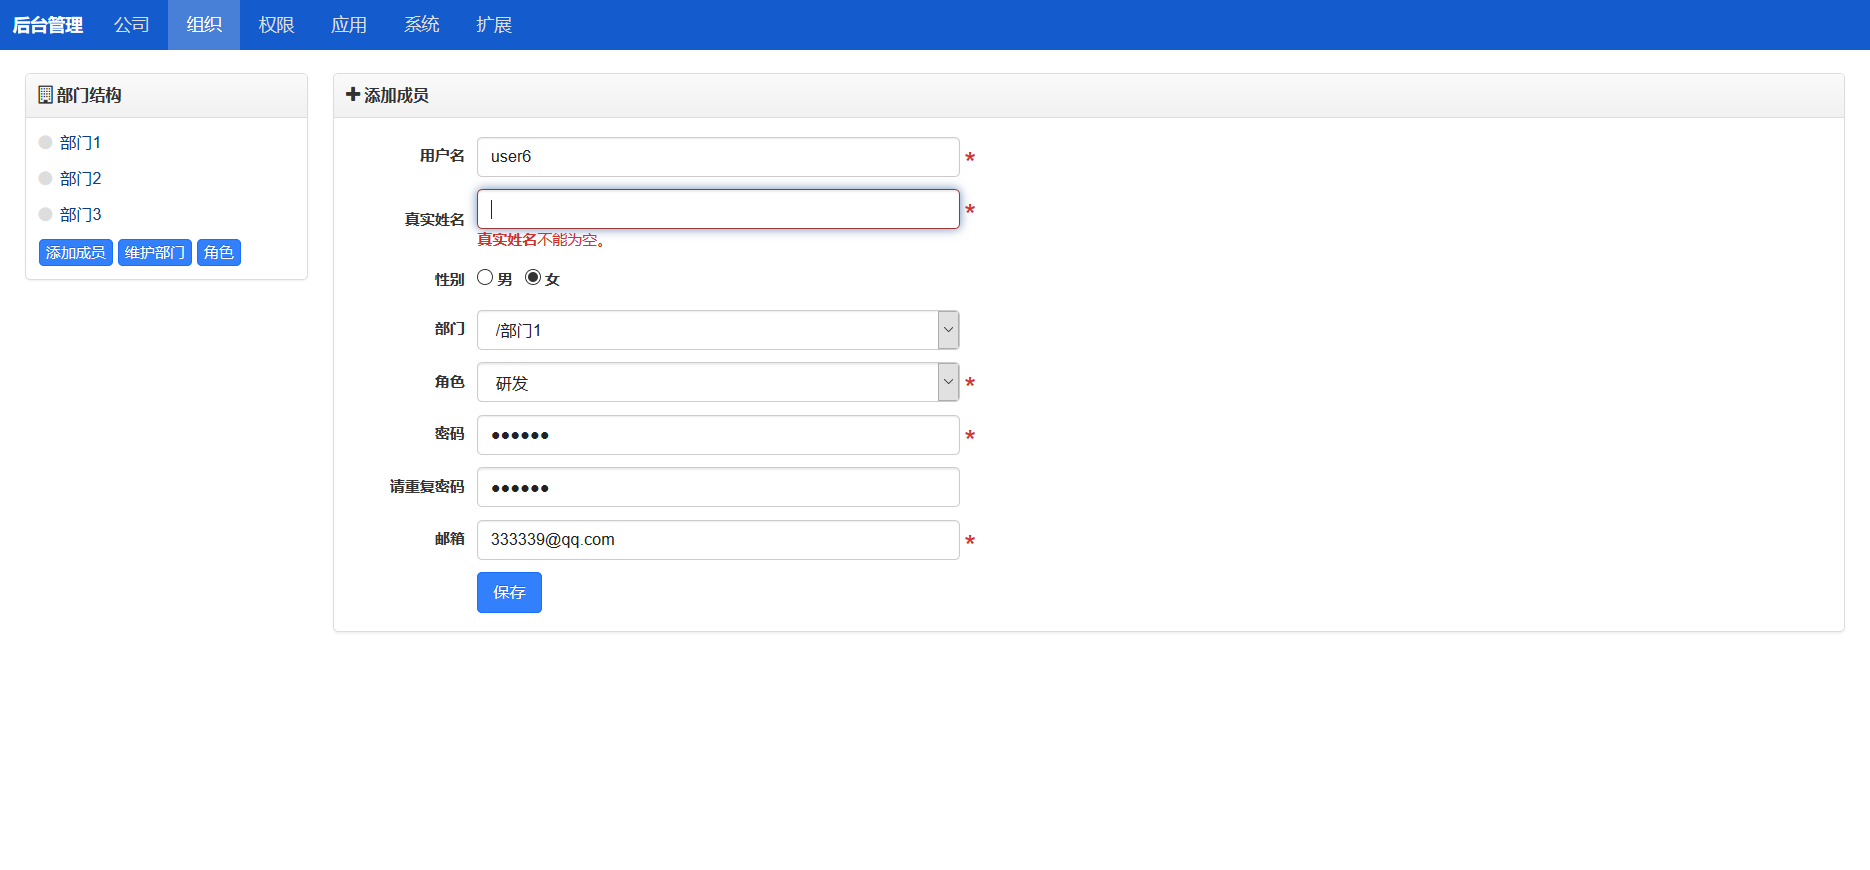 后台管理 公司 组织 权限 应用 系统 扩展
部门结构
部门1
部门2
部门3
添加成员 维护部门 角色
添加成员
用户名 user6 *
真实姓名 *
真实姓名不能为空。
性别 男 女
部门 /部门1
角色 研发 *
密码 ●●●●●● *
请重复密码 ●●●●●●
邮箱 333339@qq.com *
保存